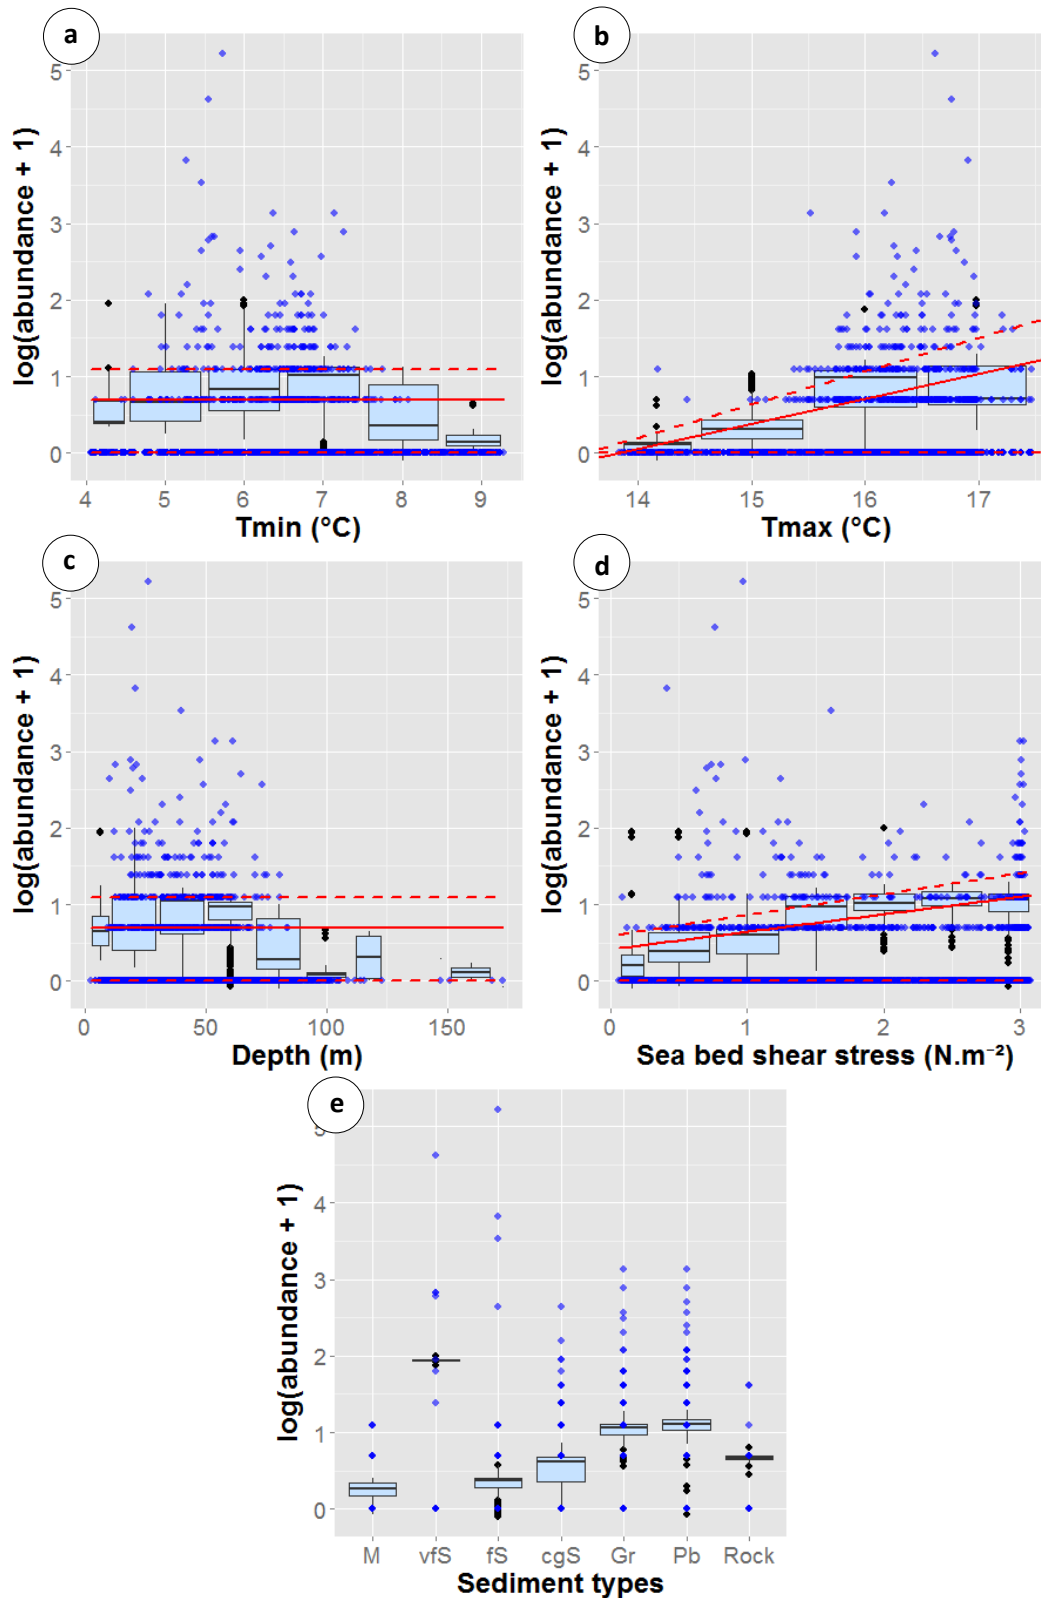 a
b
log(abundance + 1)
5
4
3
2
1
0
4 5 6 7 8 9
Tmin (°C)
log(abundance + 1)
5
4
3
2
1
0
14 15 16 17
Tmax (°C)
c
d
log(abundance + 1)
5
4
3
2
1
0
0 50 100 150
Depth (m)
log(abundance + 1)
5
4
3
2
1
0
0 1 2 3
Sea bed shear stress (N.m⁻²)
e
log(abundance + 1)
5
4
3
2
1
0
M vfS fS cgS Gr Pb Rock
Sediment types